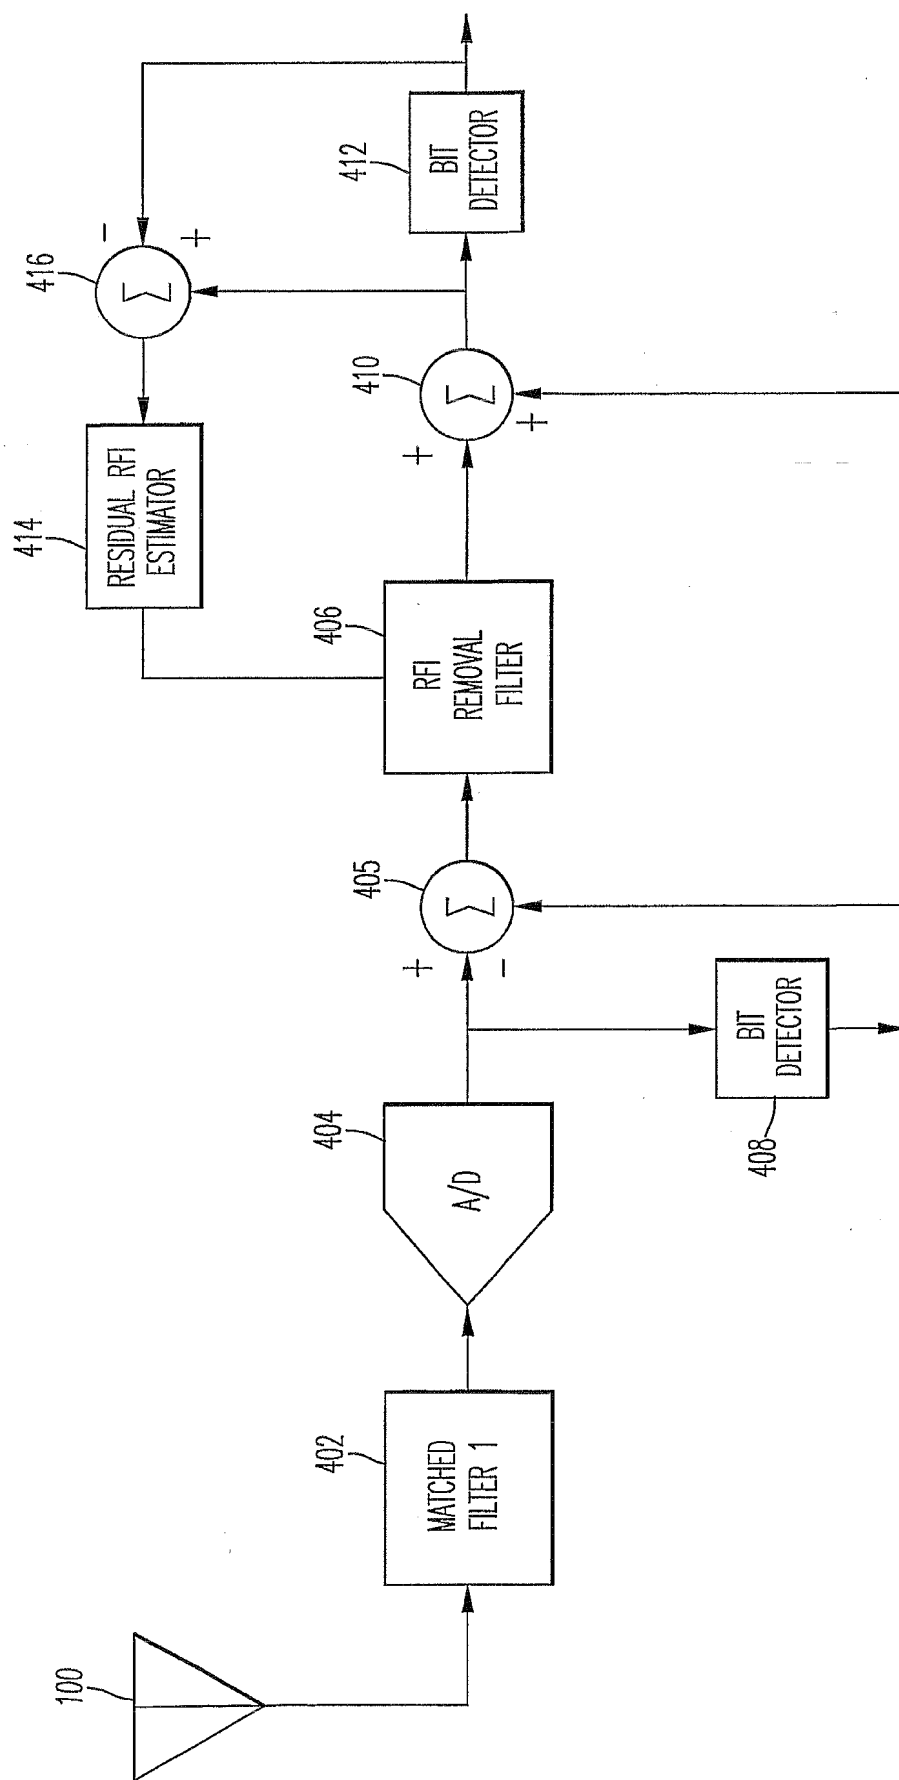 100
402
MATCHED
FILTER 1
404
A/D
408
BIT
DETECTOR
405
+
-
Σ
406
RFI
REMOVAL
FILTER
414
RESIDUAL RFI
ESTIMATOR
410
+
+
Σ
416
-
+
Σ
412
BIT
DETECTOR